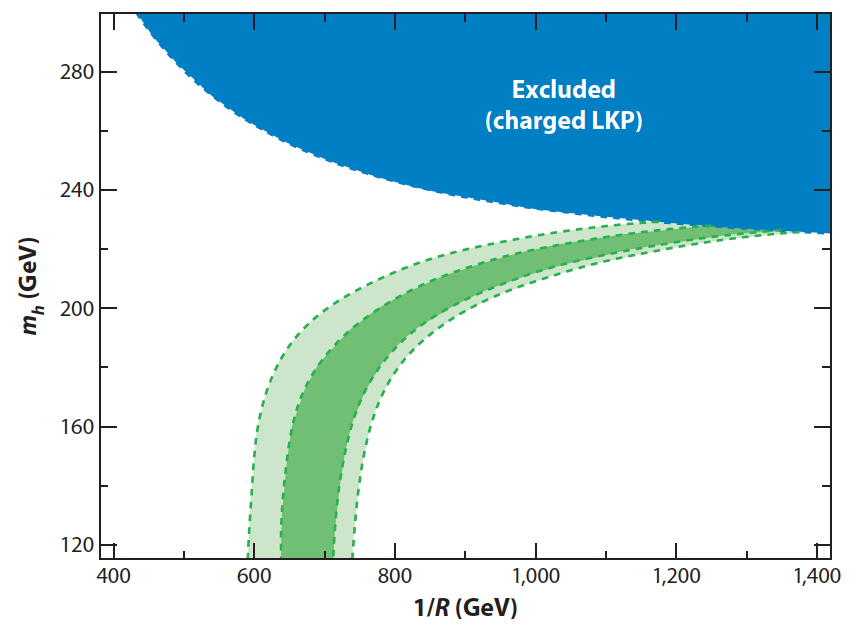 Excluded
(charged LKP)
280
240
200
160
120
m_h (GeV)
400
600
800
1,000
1,200
1,400
1/R (GeV)